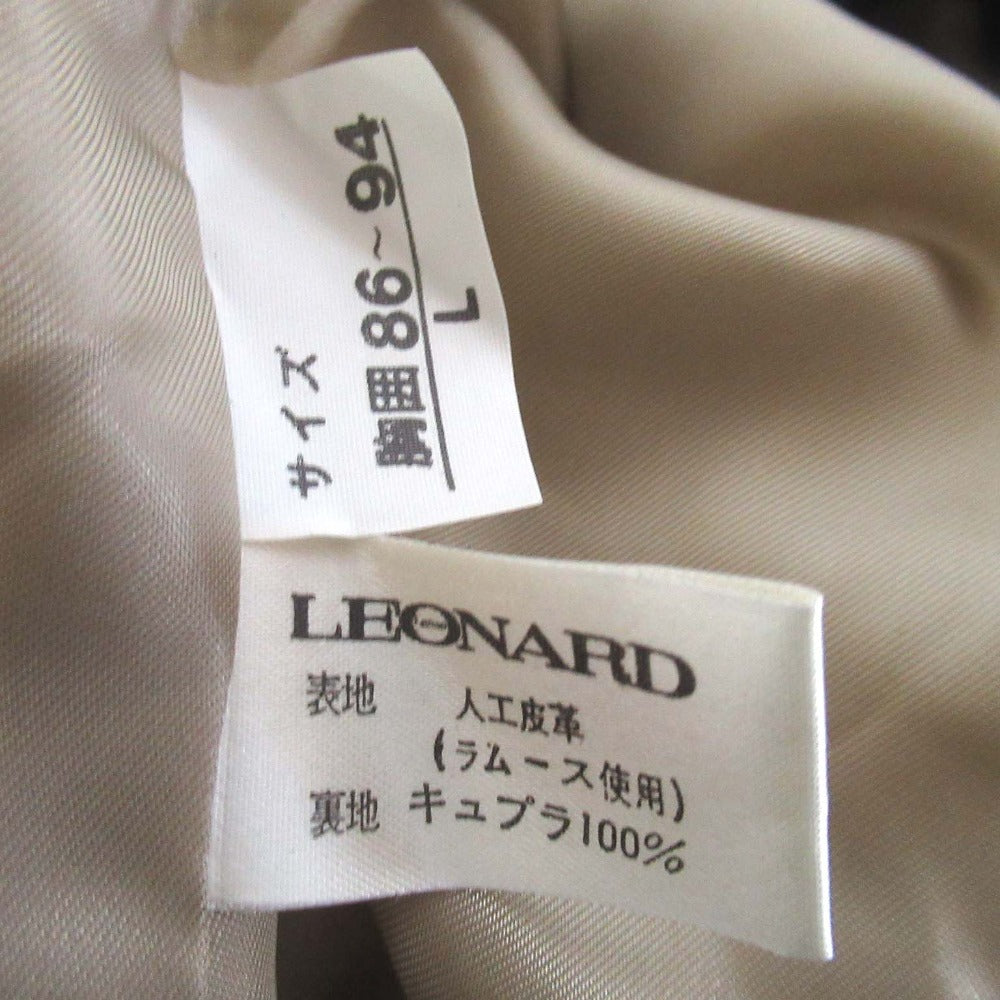 サイズ
胸囲86~94
L
LEONARD
表地 人工皮革
(ラムース使用)
裏地 キュプラ100%